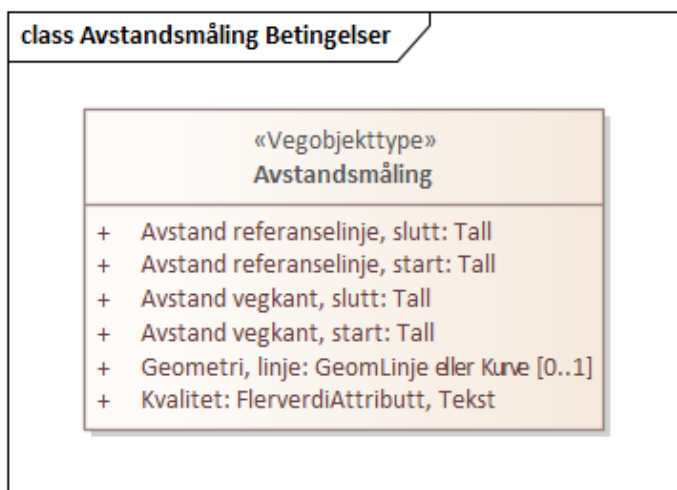 class Avstandsmåling Betingelser
«Vegobjekttype»
Avstandsmåling
+ Avstand referanselinje, slutt: Tall
+ Avstand referanselinje, start: Tall
+ Avstand vegkant, slutt: Tall
+ Avstand vegkant, start: Tall
+ Geometri, linje: GeomLinje eller Kurve [0..1]
+ Kvalitet: FlerverdiAttributt, Tekst